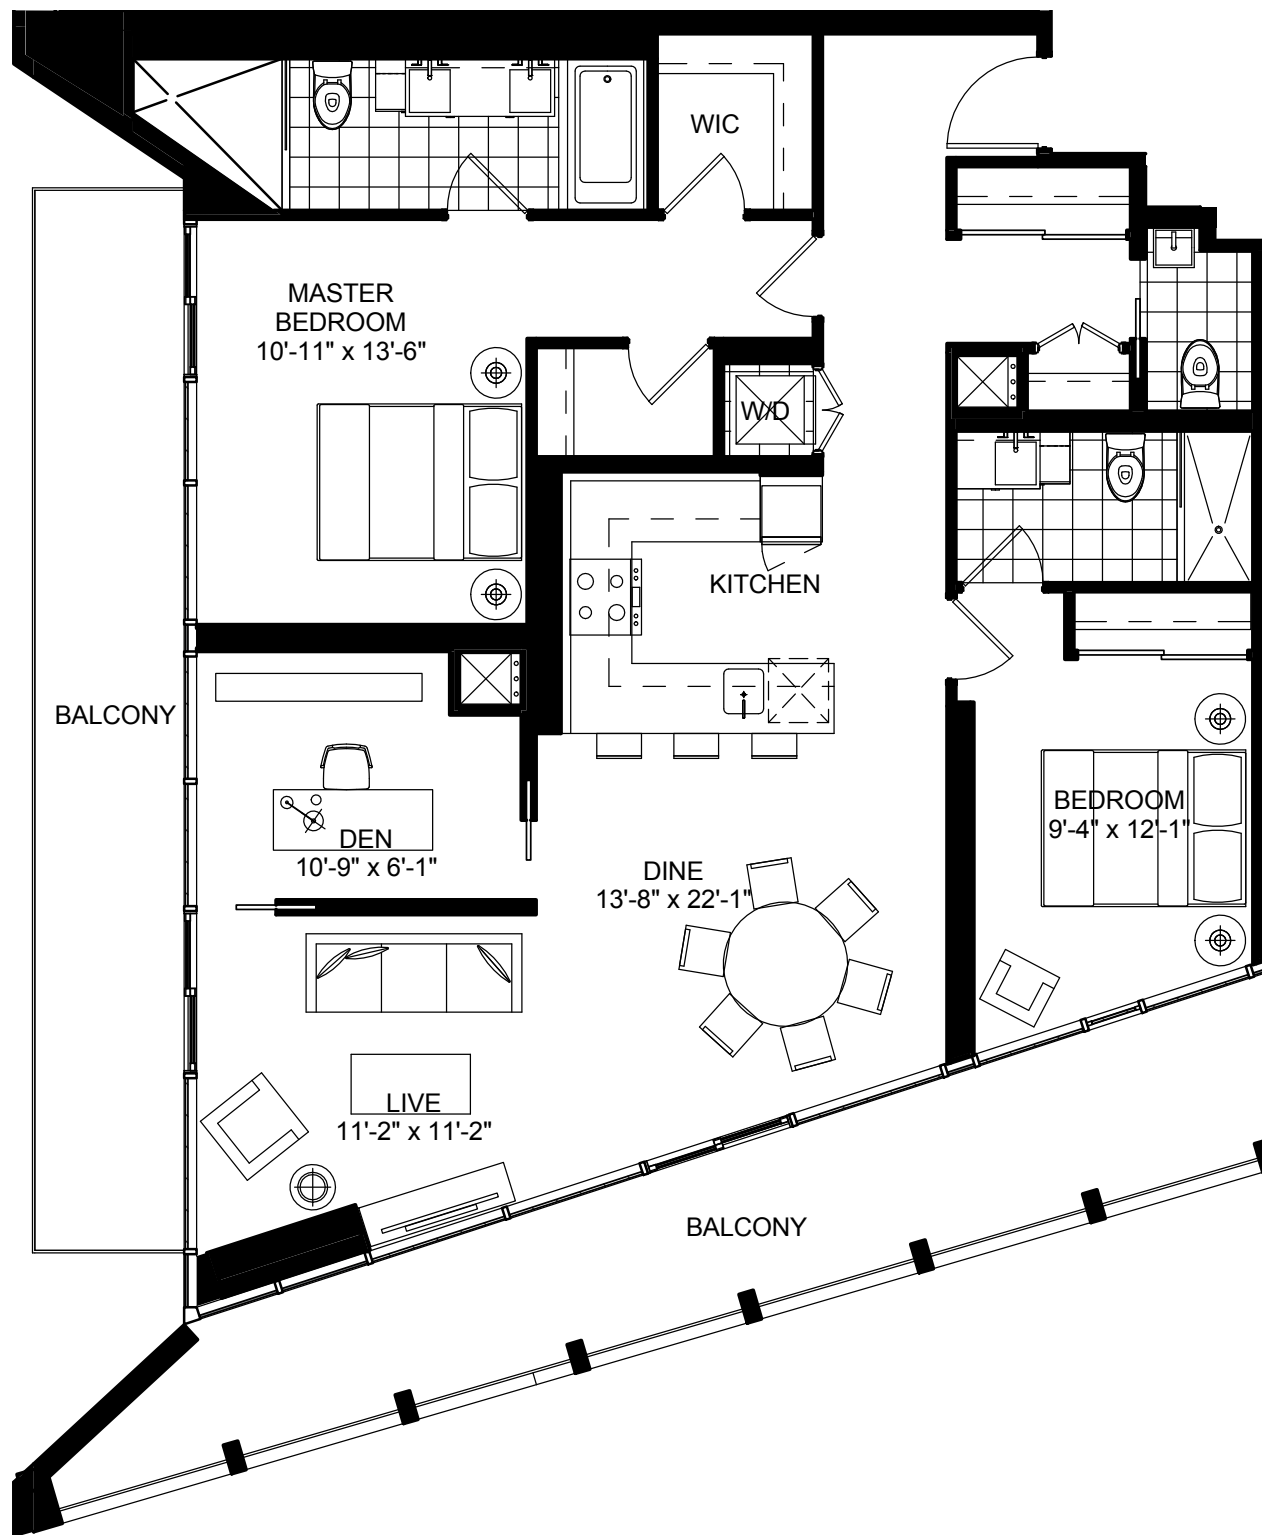 WIC
MASTER
BEDROOM
10'-11" x 13'-6"
W/D
KITCHEN
BALCONY
BEDROOM
9'-4" x 12'-1"
DEN
10'-9" x 6'-1"
DINE
13'-8" x 22'-1"
LIVE
11'-2" x 11'-2"
BALCONY